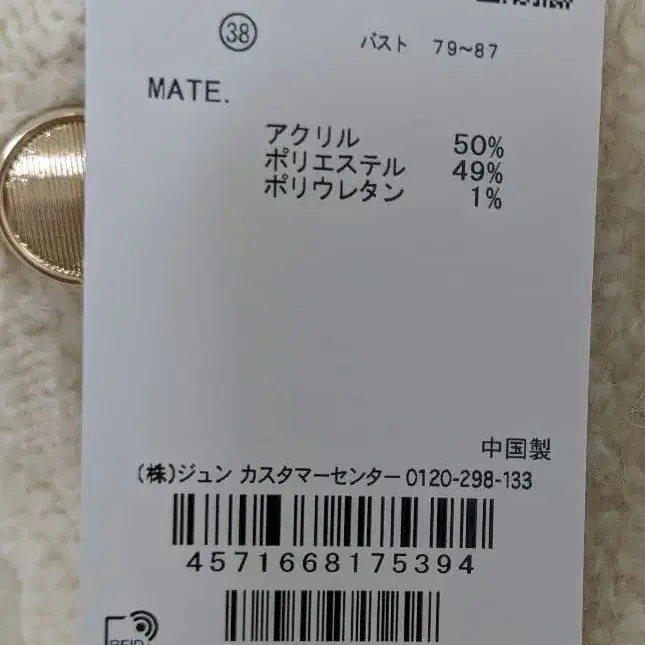 38
バスト 79~87
MATE.
アクリル 50%
ポリエステル 49%
ポリウレタン 1%
中国製
(株)ジュン カスタマーセンター 0120-298-133
4571668175394
RFID